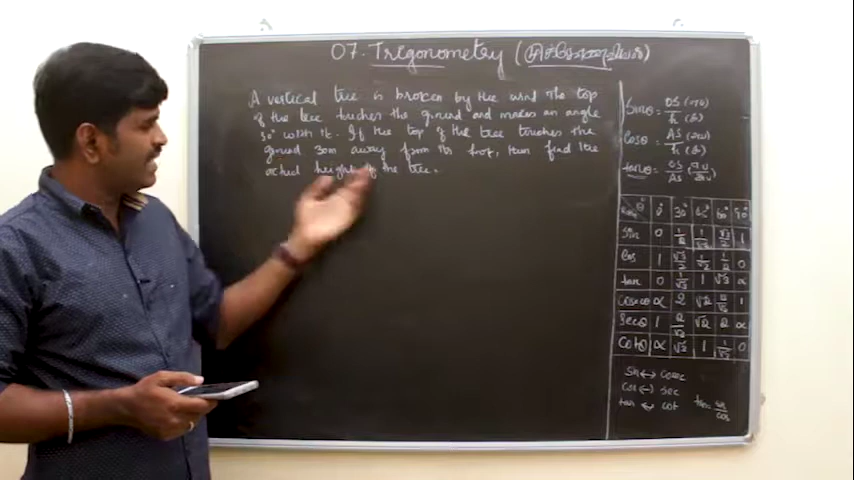 07. Trigonometry
A vertical tree is broken by the wind The top
of the tree tuches the ground and makes an angle
30° with it. If the top of the tree touches the
ground 30m away from its foot, then find the
actual height of the tree.
Sinθ = OS / h
Cosθ = AS / h
tanθ = OS / AS
θ 0° 30° 45° 60° 90°
Sin 0 1/2 1/√2 √3/2 1
Cos 1 √3/2 1/√2 1/2 0
tan 0 1/√3 1 √3 α
Cosecθ α 2 √2 2/√3 1
Secθ 1 2/√3 √2 2 α
Cotθ α √3 1 1/√3 0
Sin ↔ Cosec
Cos ↔ Sec
tan ↔ cot tan = sin/cos